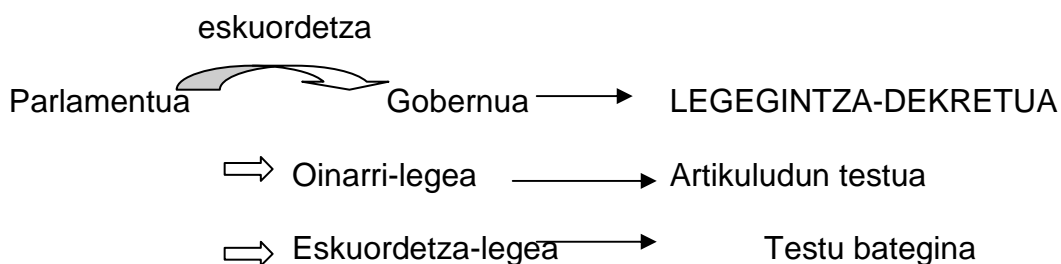 eskuordetza
Parlamentua Gobernua LEGEGINTZA-DEKRETUA
Oinarri-legea Artikuludun testua
Eskuordetza-legea Testu bategina